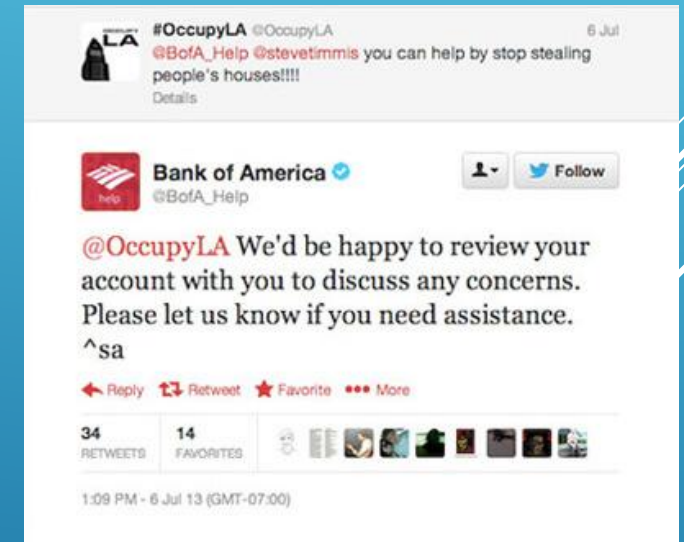 #OccupyLA @OccupyLA 6 Jul
@BofA_Help @stevetimmis you can help by stop stealing
people's houses!!!!
Details
LA
Bank of America @BofA_Help Follow
help
@OccupyLA We'd be happy to review your
account with you to discuss any concerns.
Please let us know if you need assistance.
^sa
Reply Retweet Favorite More
34 14
RETWEETS FAVORITES
1:09 PM - 6 Jul 13 (GMT-07:00)